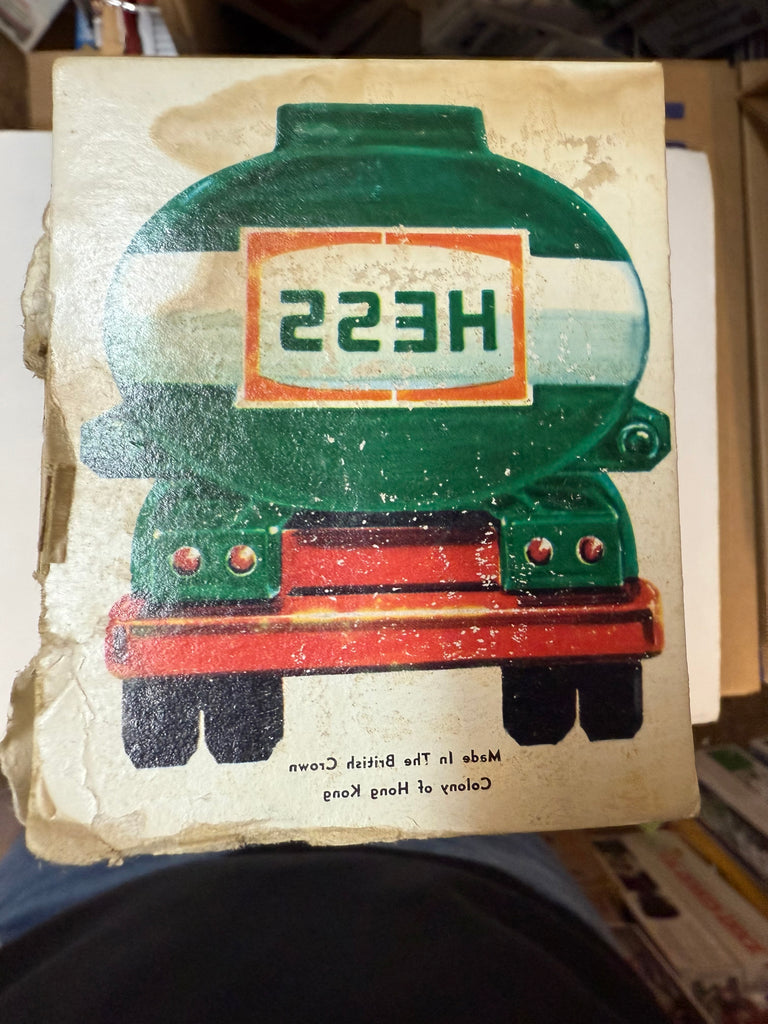 HESS
Made In The British Crown
Colony of Hong Kong